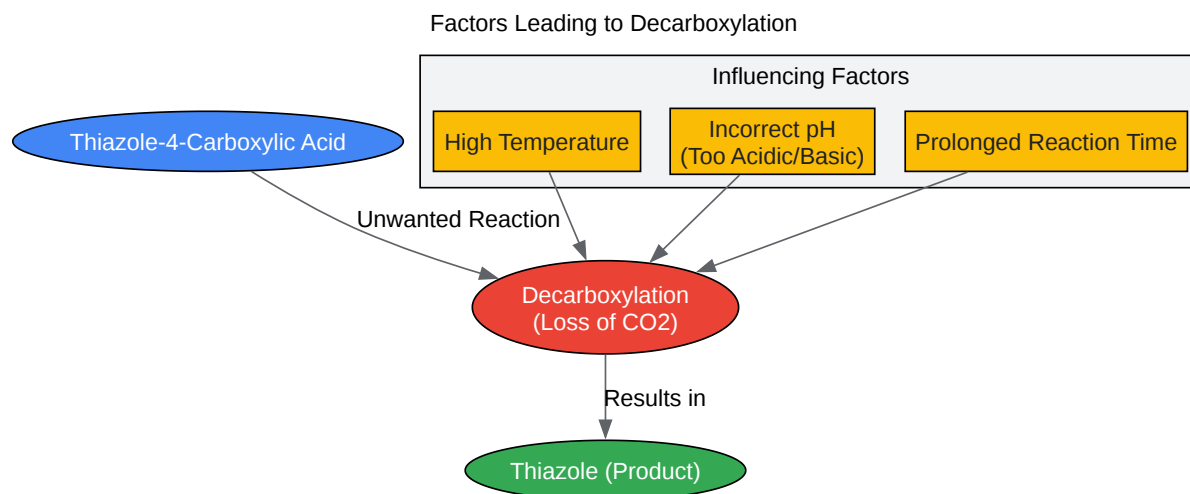 Factors Leading to Decarboxylation
Influencing Factors
Thiazole-4-Carboxylic Acid
High Temperature
Incorrect pH
(Too Acidic/Basic)
Prolonged Reaction Time
Unwanted Reaction
Decarboxylation
(Loss of CO2)
Results in
Thiazole (Product)